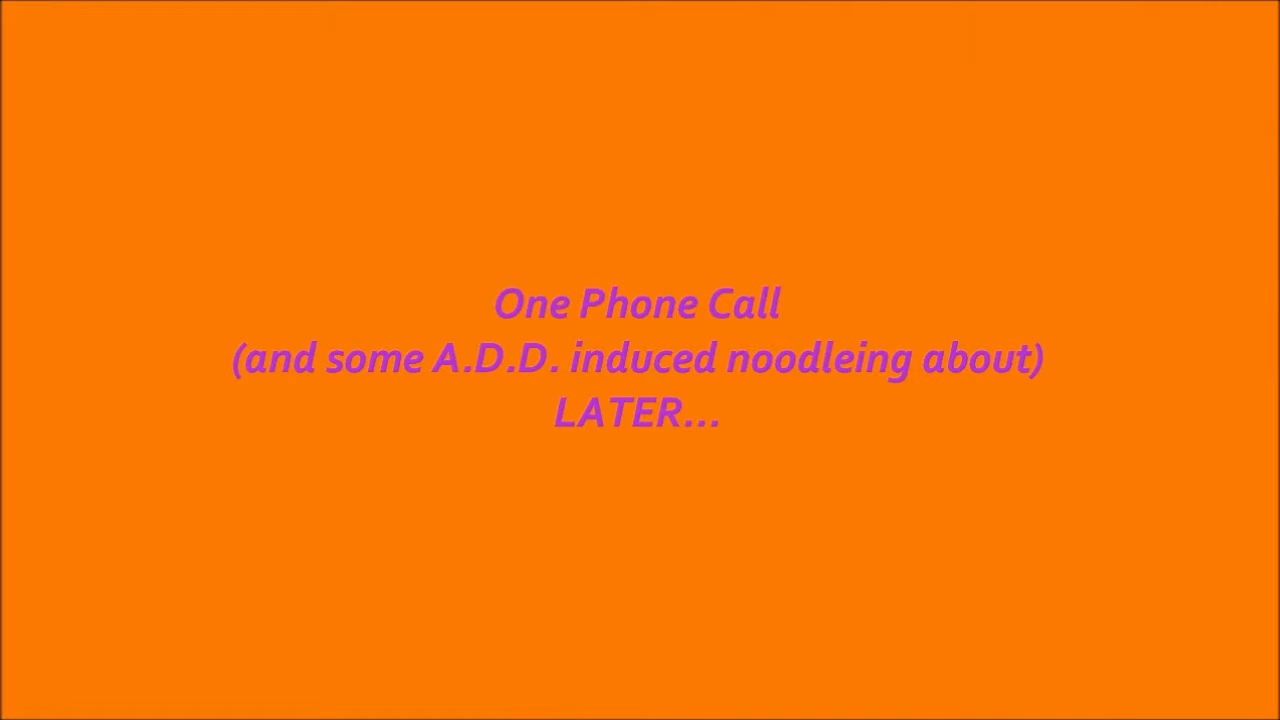 One Phone Call
(and some A.D.D. induced noodleing about)
LATER...